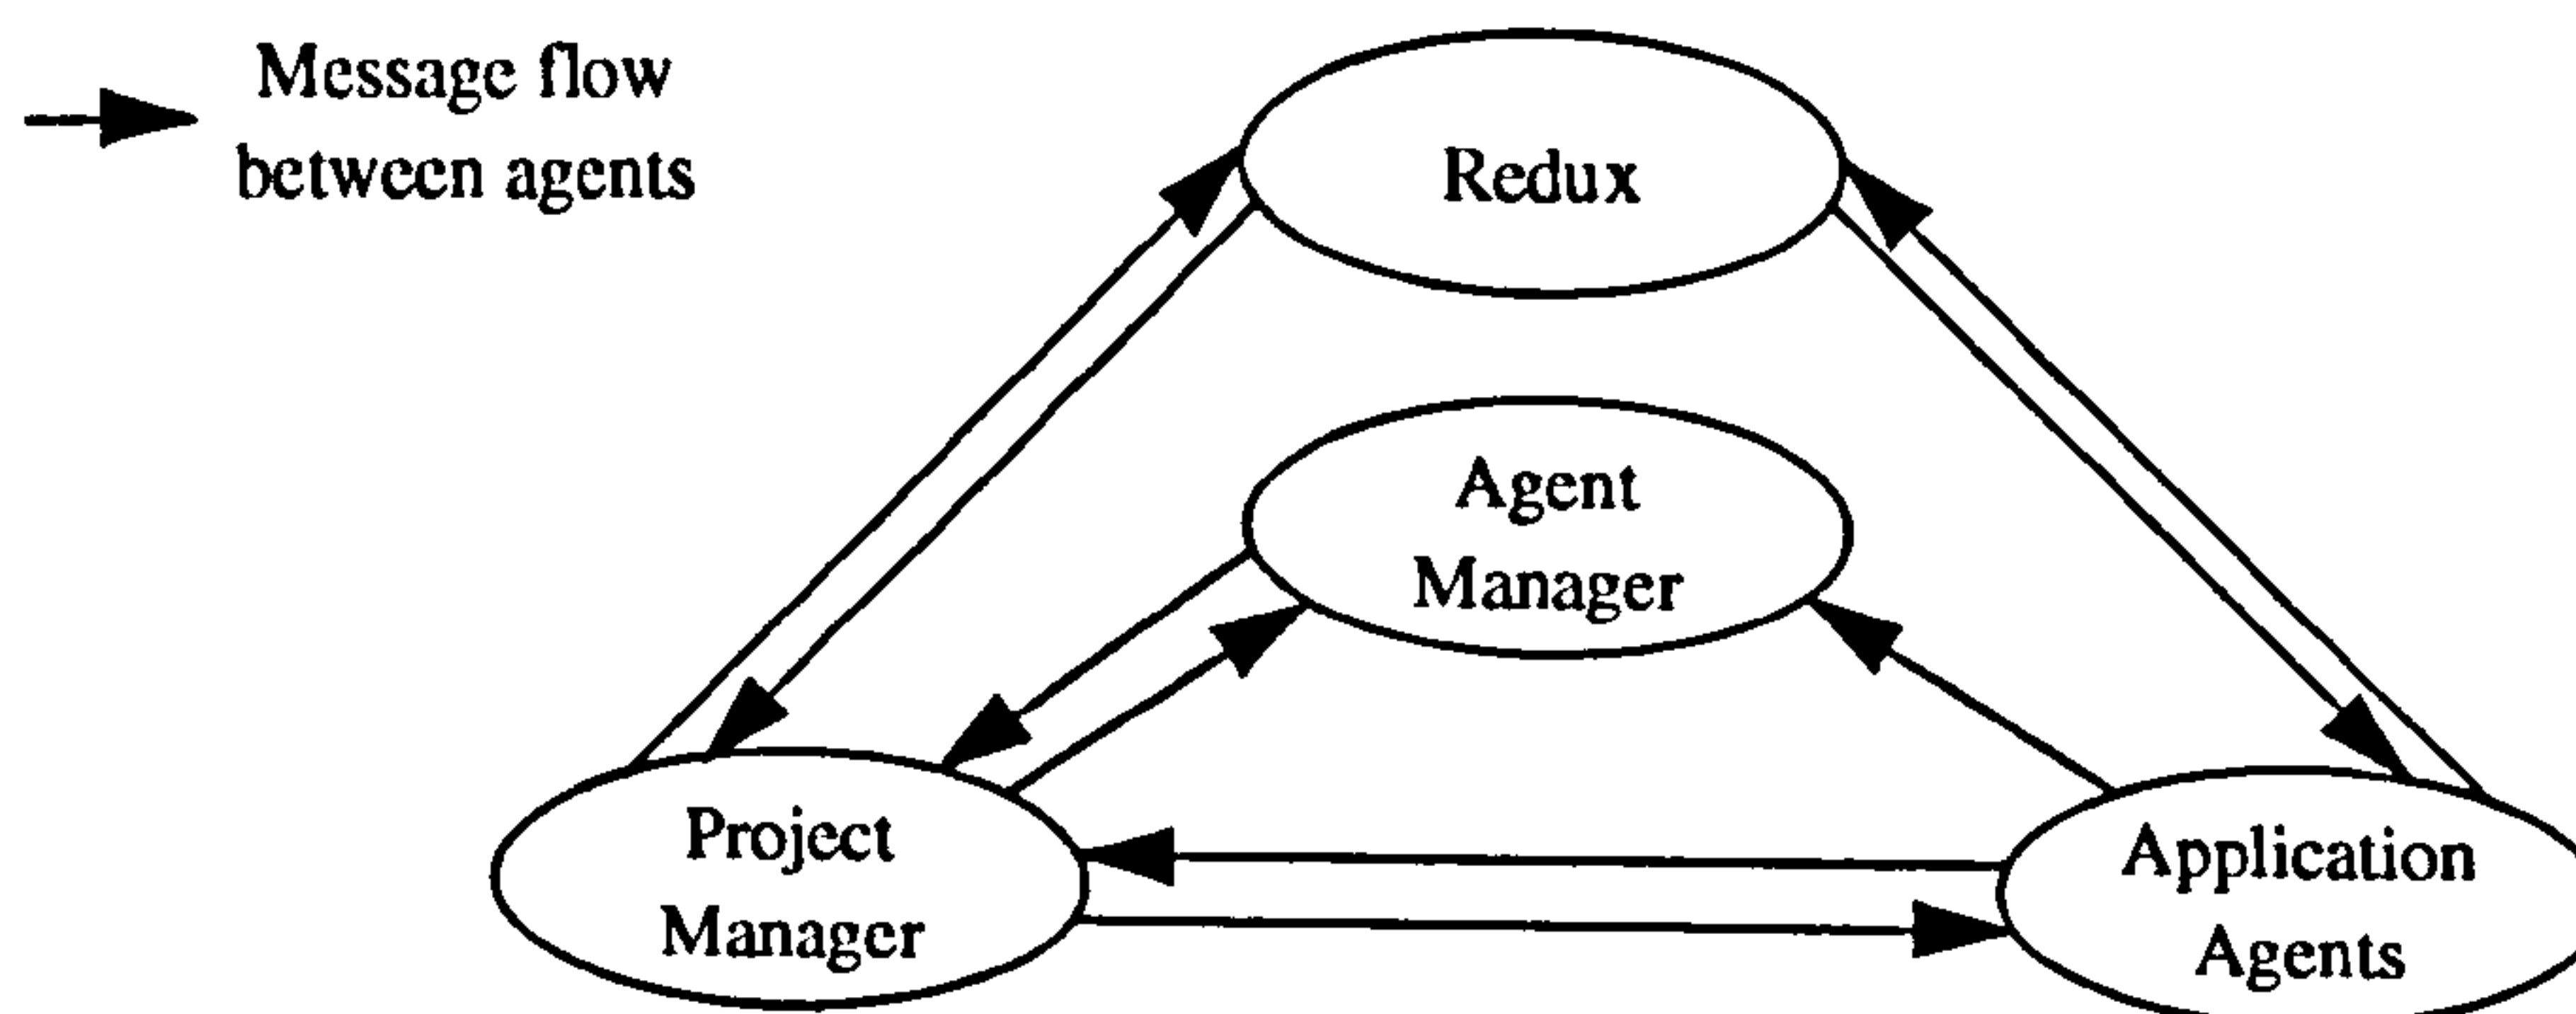 Message flow
between agents
Redux
Agent
Manager
Project
Manager
Application
Agents